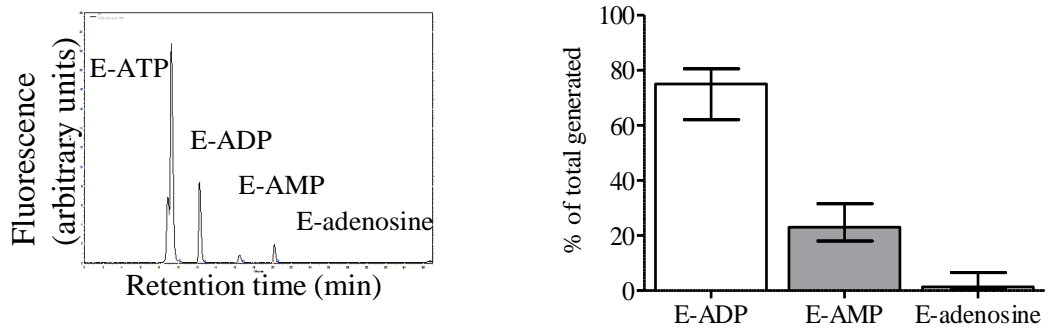 Fluorescence
(arbitrary units)
E-ATP
E-ADP
E-AMP
E-adenosine
Retention time (min)
% of total generated
100
80
60
40
20
0
E-ADP
E-AMP
E-adenosine